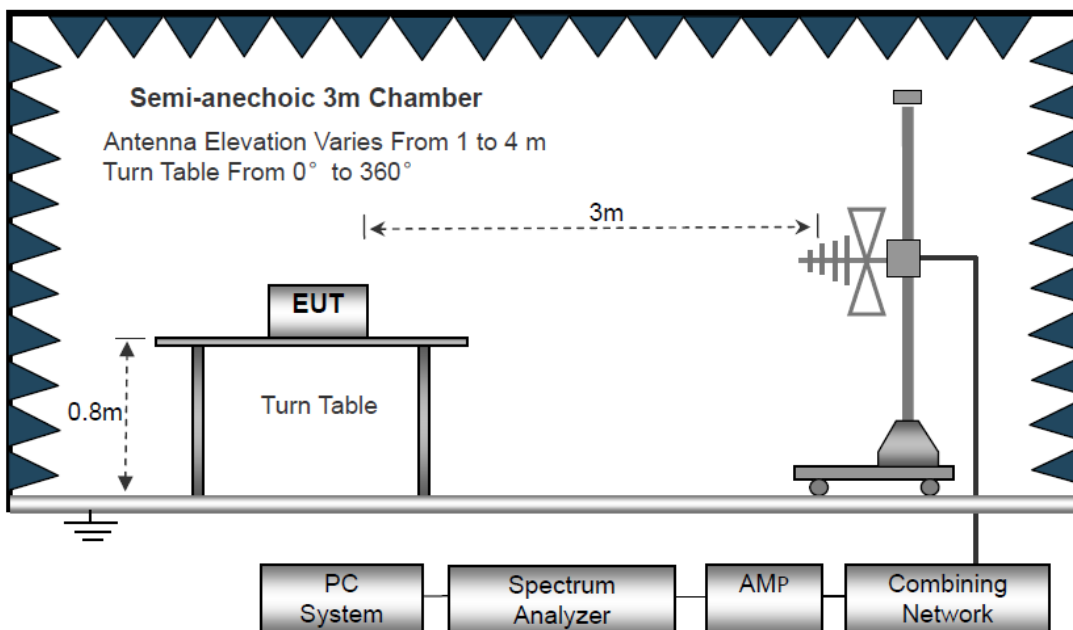 Semi-anechoic 3m Chamber
Antenna Elevation Varies From 1 to 4 m
Turn Table From 0° to 360°
3m
EUT
0.8m
Turn Table
PC
System
Spectrum
Analyzer
AMP
Combining
Network